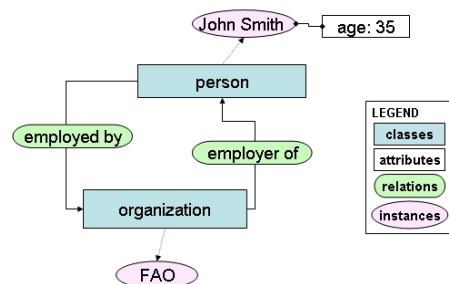 John Smith
age: 35
person
employed by
employer of
organization
FAO
LEGEND
classes
attributes
relations
instances